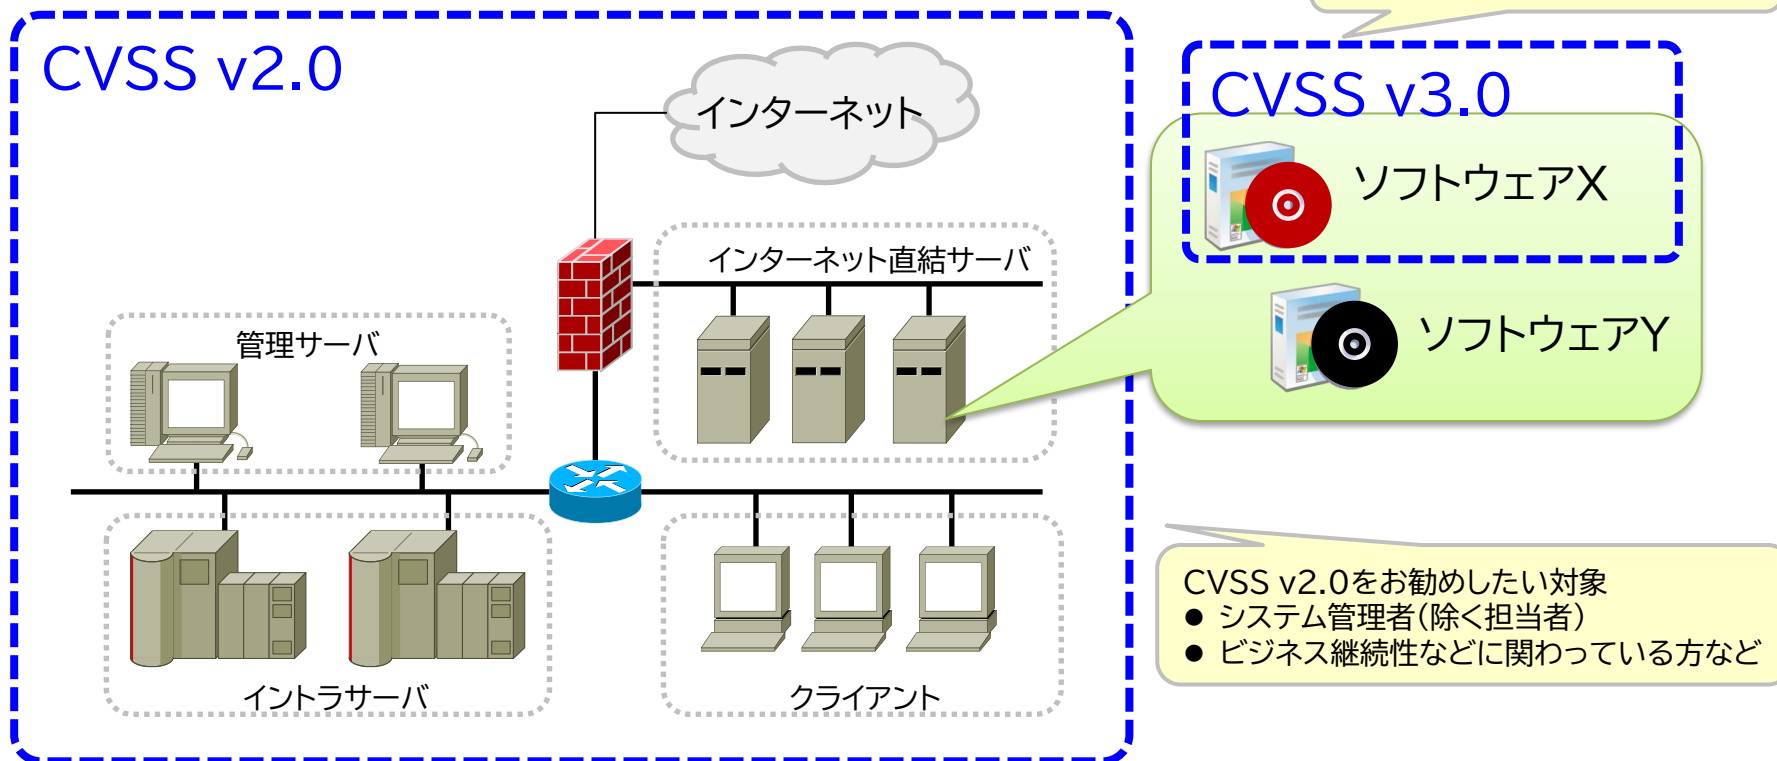 CVSS v2.0
インターネット
CVSS v3.0
ソフトウェアX
インターネット直結サーバ
ソフトウェアY
管理サーバ
イントラサーバ
クライアント
CVSS v2.0をお勧めしたい対象
● システム管理者(除く担当者)
● ビジネス継続性などに関わっている方など